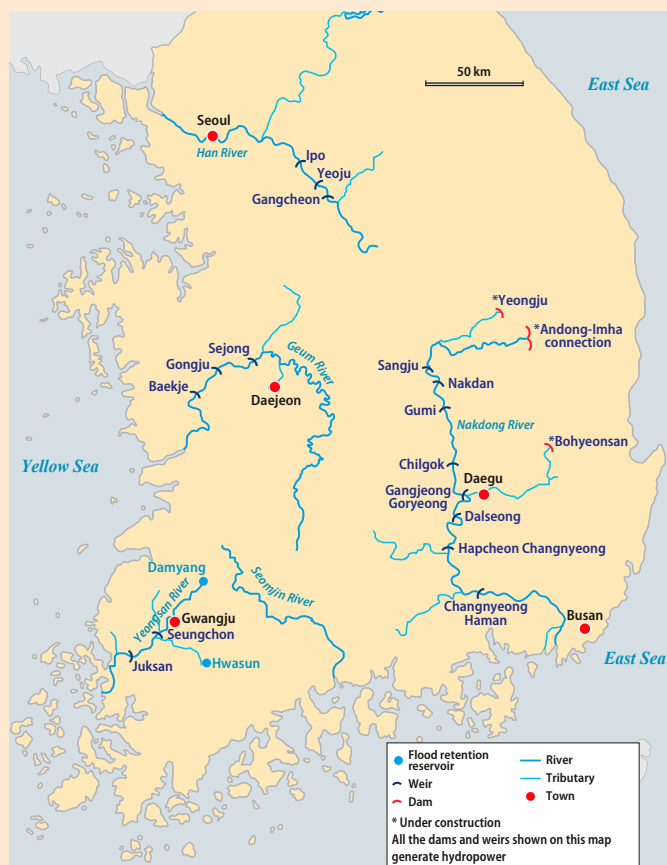 50 km
East Sea
Seoul
Han River
Ipo
Yeoju
Gangcheon
*Yeongju
*Andong-Imha
connection
Sejong
Geum River
Gongju
Sangju
Baekje
Daejeon
Nakdan
Gumi
Nakdong River
*Bohyeonsan
Yellow Sea
Chilgok
Daegu
Gangjeong
Goryeong
Dalseong
Hapcheon Changnyeong
Damyang
Seomjin River
Yeongsan River
Gwangju
Seungchon
Changnyeong
Haman
Busan
Juksan
Hwasun
East Sea
Flood retention
reservoir
Weir
Dam
River
Tributary
Town
* Under construction
All the dams and weirs shown on this map
generate hydropower